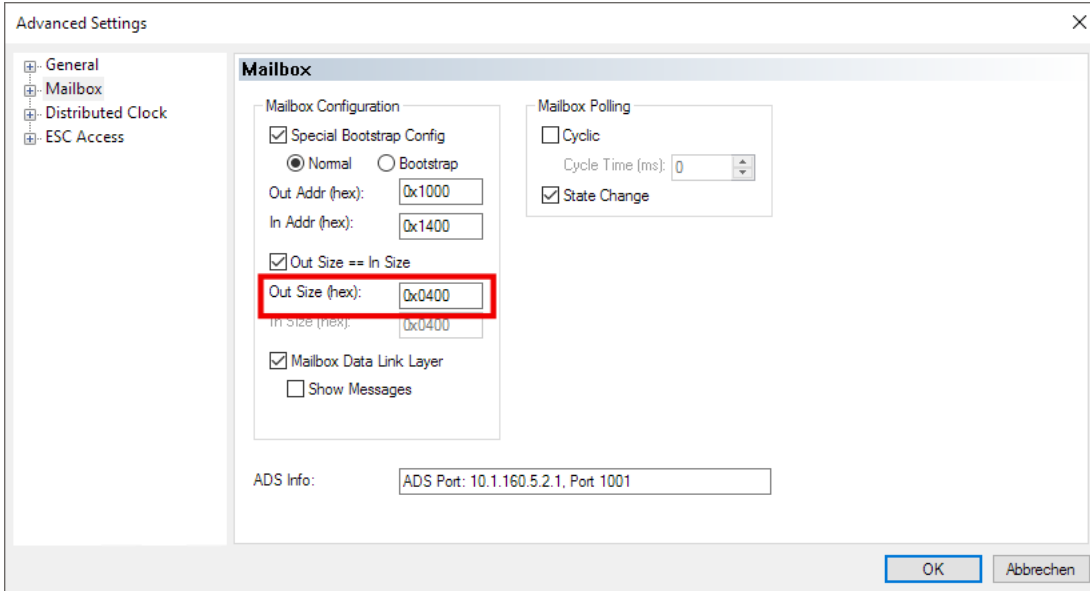 Advanced Settings
General
Mailbox
Distributed Clock
ESC Access
Mailbox
Mailbox Configuration
Special Bootstrap Config
Normal Bootstrap
Out Addr (hex): 0x1000
In Addr (hex): 0x1400
Out Size == In Size
Out Size (hex): 0x0400
In Size (hex): 0x0400
Mailbox Data Link Layer
Show Messages
Mailbox Polling
Cyclic
Cycle Time (ms): 0
State Change
ADS Info: ADS Port: 10.1.160.5.2.1, Port 1001
OK Abbrechen